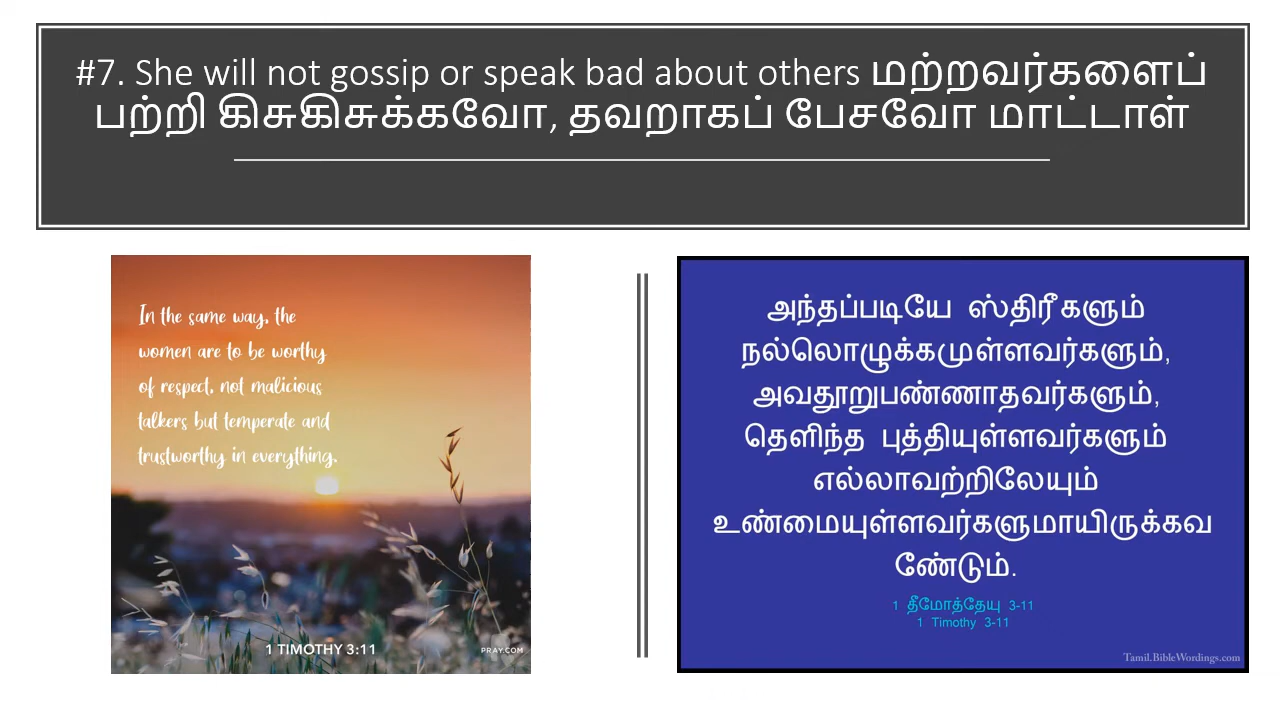 #7. She will not gossip or speak bad about others மற்றவர்களைப்
பற்றி கிசுகிசுக்கவோ, தவறாகப் பேசவோ மாட்டாள்
In the same way, the
women are to be worthy
of respect, not malicious
talkers but temperate and
trustworthy in everything.
1 TIMOTHY 3:11
PRAY.COM
அந்தப்படியே ஸ்திரீகளும்
நல்லொழுக்கமுள்ளவர்களும்,
அவதூறுபண்ணாதவர்களும்,
தெளிந்த புத்தியுள்ளவர்களும்
எல்லாவற்றிலேயும்
உண்மையுள்ளவர்களுமாயிருக்கவ
ேண்டும்.
1 தீமோத்தேயு 3-11
1 Timothy 3-11
Tamil.BibleWordings.com